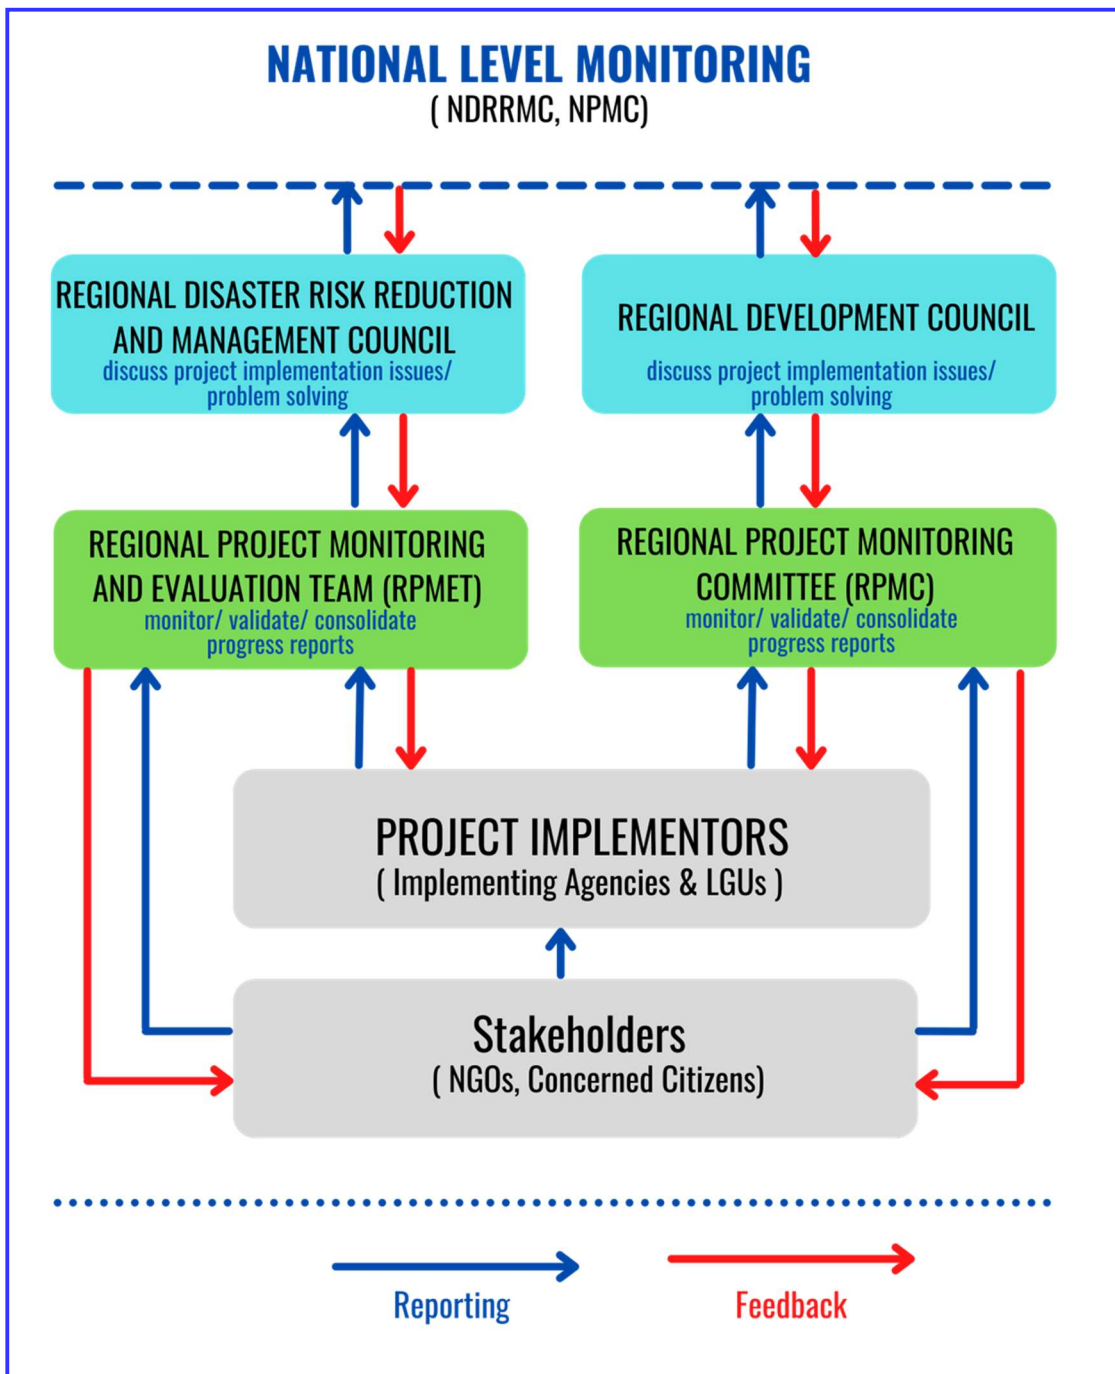 NATIONAL LEVEL MONITORING
( NDRRMC, NPMC)
REGIONAL DISASTER RISK REDUCTION
AND MANAGEMENT COUNCIL
discuss project implementation issues/
problem solving
REGIONAL DEVELOPMENT COUNCIL
discuss project implementation issues/
problem solving
REGIONAL PROJECT MONITORING
AND EVALUATION TEAM (RPMET)
monitor/ validate/ consolidate
progress reports
REGIONAL PROJECT MONITORING
COMMITTEE (RPMC)
monitor/ validate/ consolidate
progress reports
PROJECT IMPLEMENTORS
( Implementing Agencies & LGUs )
Stakeholders
( NGOs, Concerned Citizens)
Reporting
Feedback